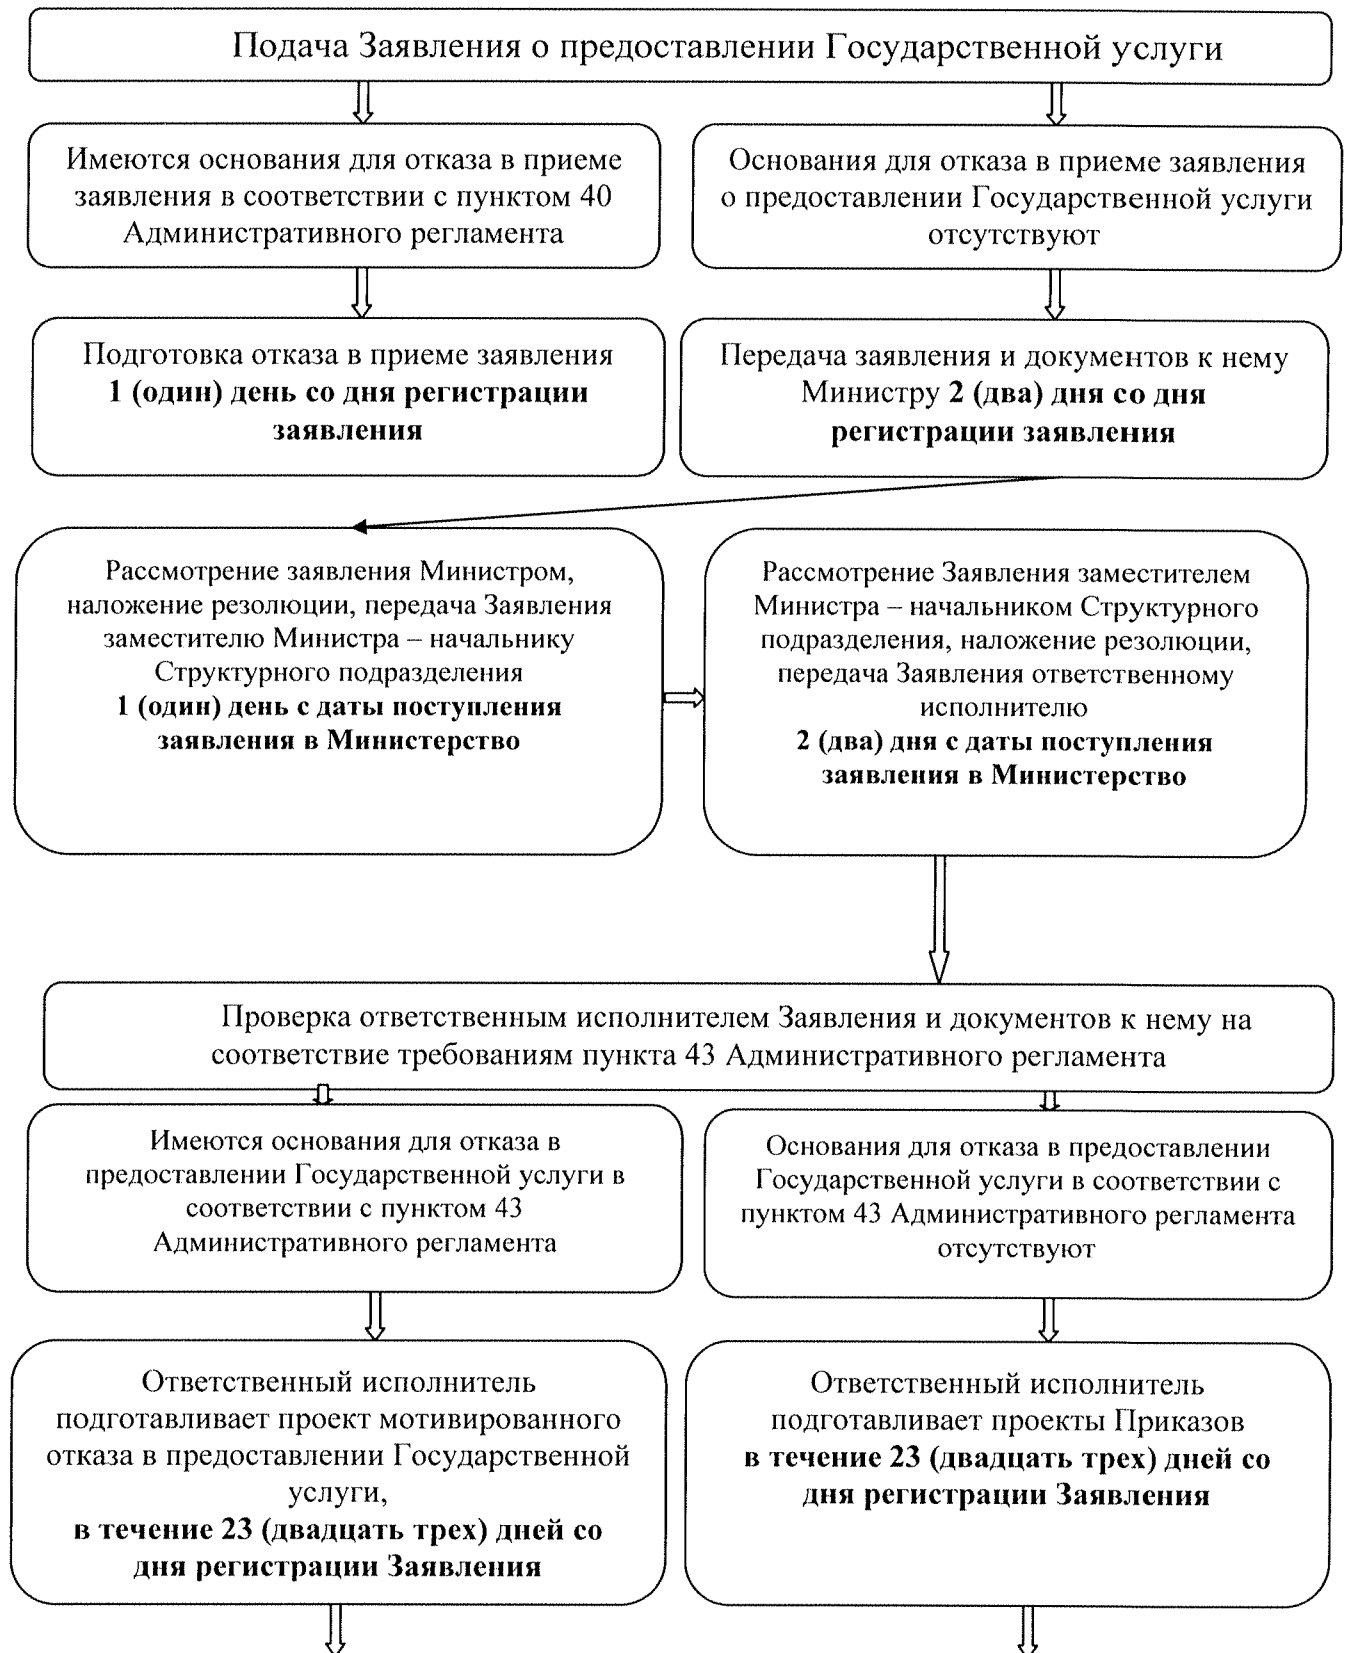 Подача Заявления о предоставлении Государственной услуги
Имеются основания для отказа в приеме
заявления в соответствии с пунктом 40
Административного регламента
Основания для отказа в приеме заявления
о предоставлении Государственной услуги
отсутствуют
Подготовка отказа в приеме заявления
1 (один) день со дня регистрации
заявления
Передача заявления и документов к нему
Министру 2 (два) дня со дня
регистрации заявления
Рассмотрение заявления Министром,
наложение резолюции, передача Заявления
заместителю Министра – начальнику
Структурного подразделения
1 (один) день с даты поступления
заявления в Министерство
Рассмотрение Заявления заместителем
Министра – начальником Структурного
подразделения, наложение резолюции,
передача Заявления ответственному
исполнителю
2 (два) дня с даты поступления
заявления в Министерство
Проверка ответственным исполнителем Заявления и документов к нему на
соответствие требованиям пункта 43 Административного регламента
Имеются основания для отказа в
предоставлении Государственной услуги в
соответствии с пунктом 43
Административного регламента
Основания для отказа в предоставлении
Государственной услуги в соответствии с
пунктом 43 Административного регламента
отсутствуют
Ответственный исполнитель
подготавливает проект мотивированного
отказа в предоставлении Государственной
услуги,
в течение 23 (двадцать трех) дней со
дня регистрации Заявления
Ответственный исполнитель
подготавливает проекты Приказов
в течение 23 (двадцать трех) дней со
дня регистрации Заявления